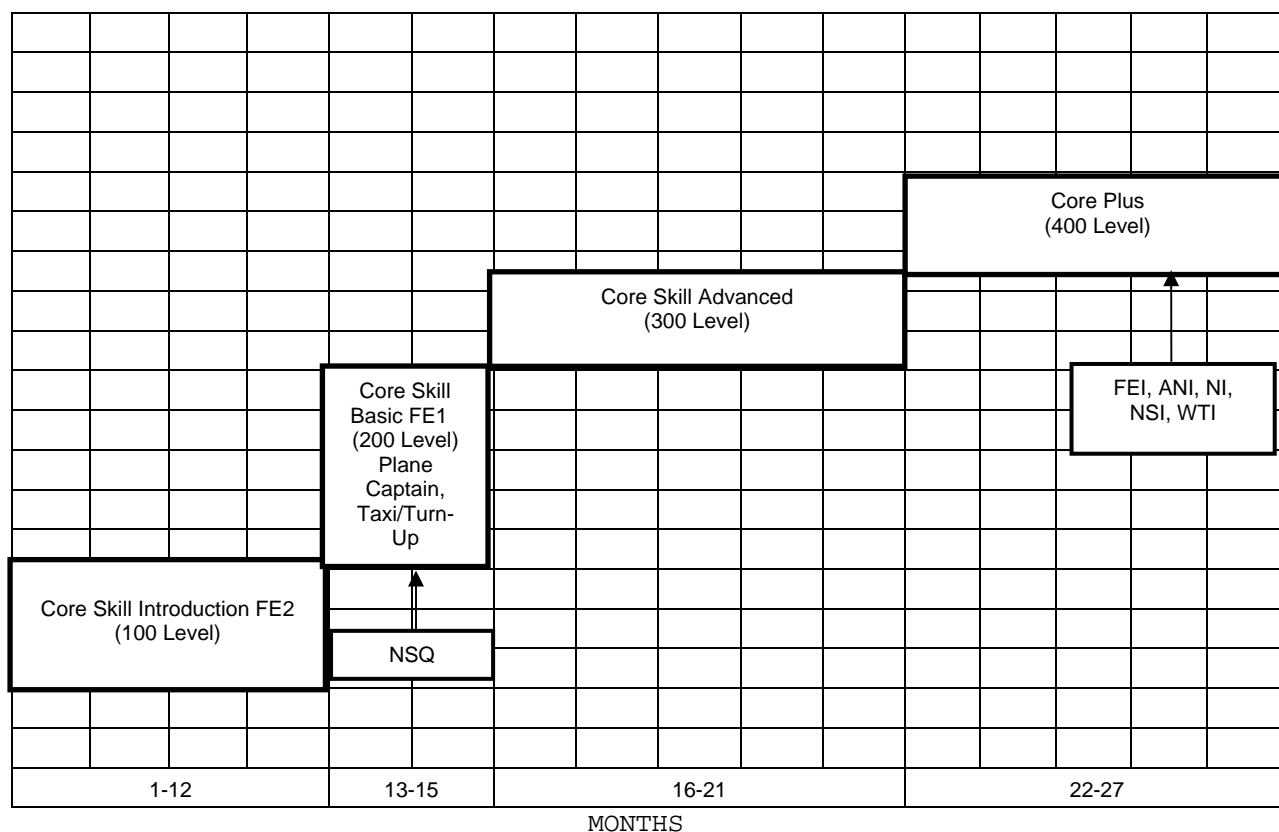 Core Plus
(400 Level)
Core Skill Advanced
(300 Level)
Core Skill
Basic FE1
(200 Level)
Plane
Captain,
Taxi/Turn-
Up
FEI, ANI, NI,
NSI, WTI
Core Skill Introduction FE2
(100 Level)
NSQ
1-12
13-15
16-21
22-27
MONTHS